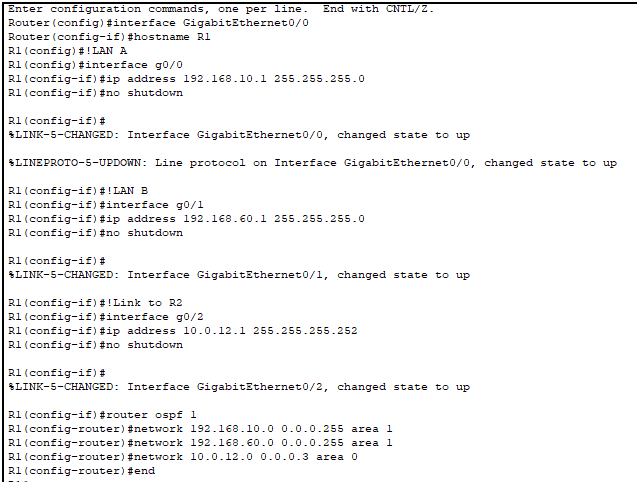 Enter configuration commands, one per line.  End with CNTL/Z.
Router(config)#interface GigabitEthernet0/0
Router(config-if)#hostname R1
R1(config)#!LAN A
R1(config)#interface g0/0
R1(config-if)#ip address 192.168.10.1 255.255.255.0
R1(config-if)#no shutdown
R1(config-if)#
%LINK-5-CHANGED: Interface GigabitEthernet0/0, changed state to up
%LINEPROTO-5-UPDOWN: Line protocol on Interface GigabitEthernet0/0, changed state to up
R1(config-if)#!LAN B
R1(config-if)#interface g0/1
R1(config-if)#ip address 192.168.60.1 255.255.255.0
R1(config-if)#no shutdown
R1(config-if)#
%LINK-5-CHANGED: Interface GigabitEthernet0/1, changed state to up
R1(config-if)#!Link to R2
R1(config-if)#interface g0/2
R1(config-if)#ip address 10.0.12.1 255.255.255.252
R1(config-if)#no shutdown
R1(config-if)#
%LINK-5-CHANGED: Interface GigabitEthernet0/2, changed state to up
R1(config-if)#router ospf 1
R1(config-router)#network 192.168.10.0 0.0.0.255 area 1
R1(config-router)#network 192.168.60.0 0.0.0.255 area 1
R1(config-router)#network 10.0.12.0 0.0.0.3 area 0
R1(config-router)#end